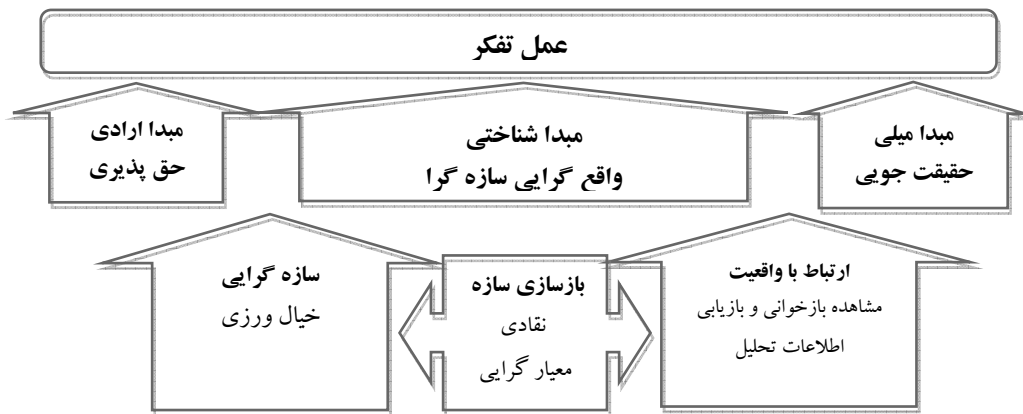 عمل تفکر
مبدا میلی
حقیقت جویی
مبدا شناختی
واقع گرایی سازه گرا
مبدا ارادی
حق پذیری
ارتباط با واقعیت
مشاهده بازخوانی و بازیابی
اطلاعات تحلیل
بازسازی سازه
نقادی
معیار گرایی
سازه گرایی
خیال ورزی